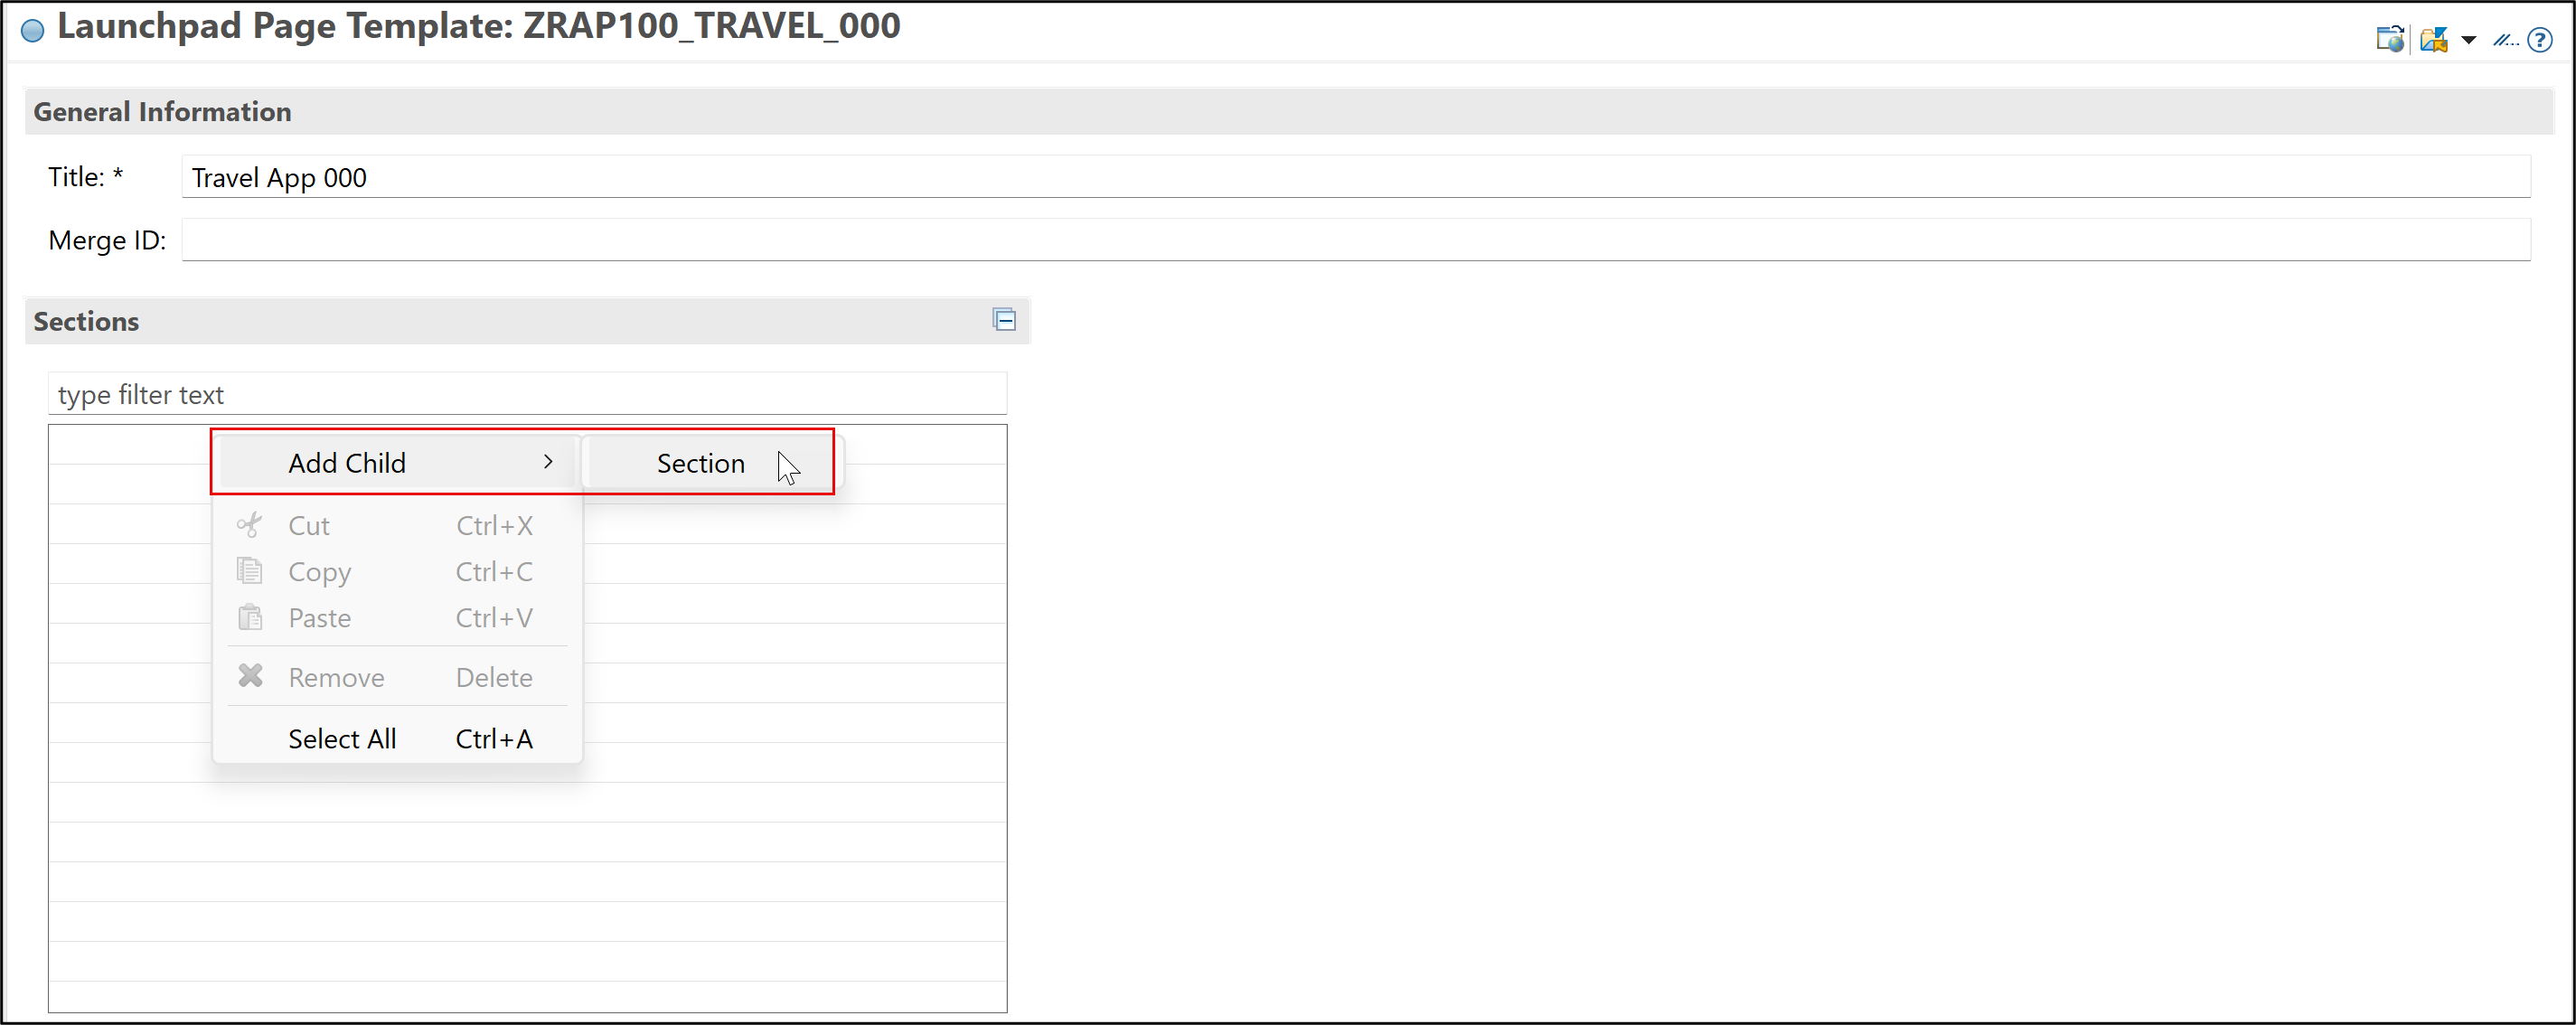 Launchpad Page Template: ZRAP100_TRAVEL_000
General Information
Title: * Travel App 000
Merge ID:
Sections
type filter text
Add Child Section
Cut Ctrl+X
Copy Ctrl+C
Paste Ctrl+V
Remove Delete
Select All Ctrl+A